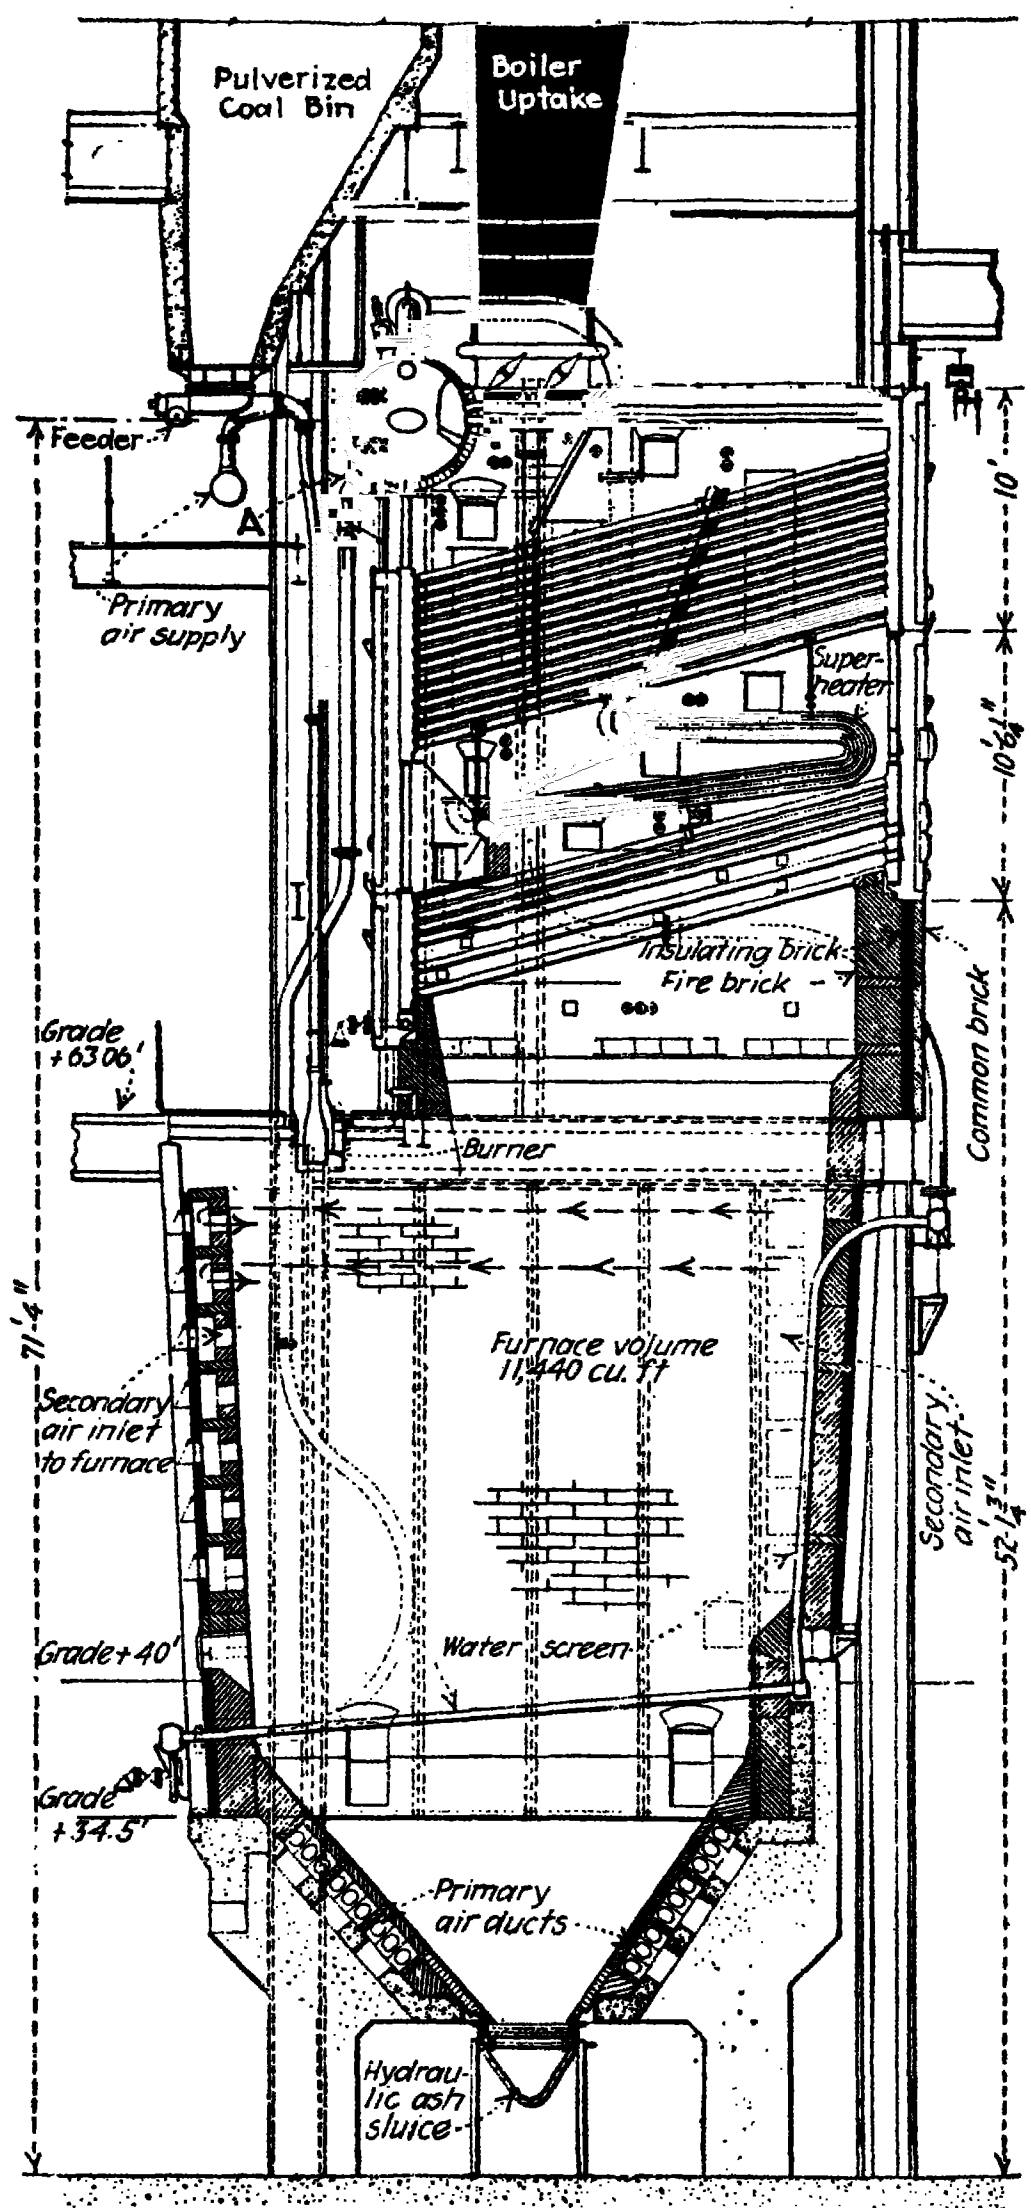 Pulverized
Coal Bin
Boiler
Uptake
Feeder
A
Primary
air supply
10'
Super-
heater
10'6¼"
Insulating brick
Fire brick
Common brick
Grade
+63.06'
Burner
71'-4"
Furnace volume
11,440 cu. ft
Secondary
air inlet
to furnace
Secondary
air inlet
52'-1¾"
Water screen
Grade+40'
Grade
+34.5'
Primary
air ducts
Hydrau-
lic ash
sluice